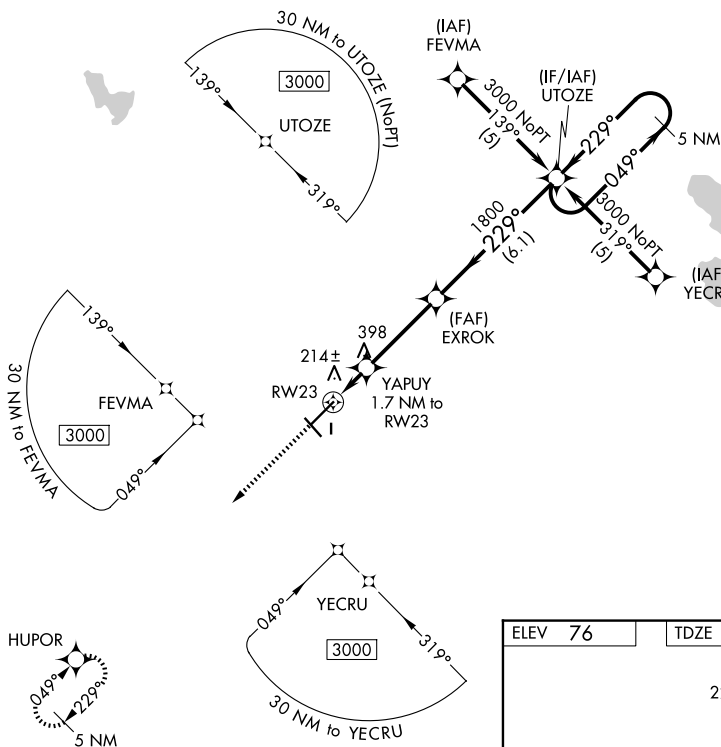 30 NM to UTOZE (NoPT)
3000
139°
UTOZE
319°
(IAF)
FEVMA
3000 NoPT
139°
(5)
(IF/IAF)
UTOZE
229°
049°
5 NM
3000 NoPT
319°
(5)
(IAF
YECR
1800
229°
(6.1)
(FAF)
EXROK
398
214±
RW23
YAPUY
1.7 NM to
RW23
139°
FEVMA
3000
30 NM to FEVMA
049°
049°
YECRU
319°
3000
30 NM to YECRU
HUPOR
049°
229°
5 NM
ELEV 76
TDZE